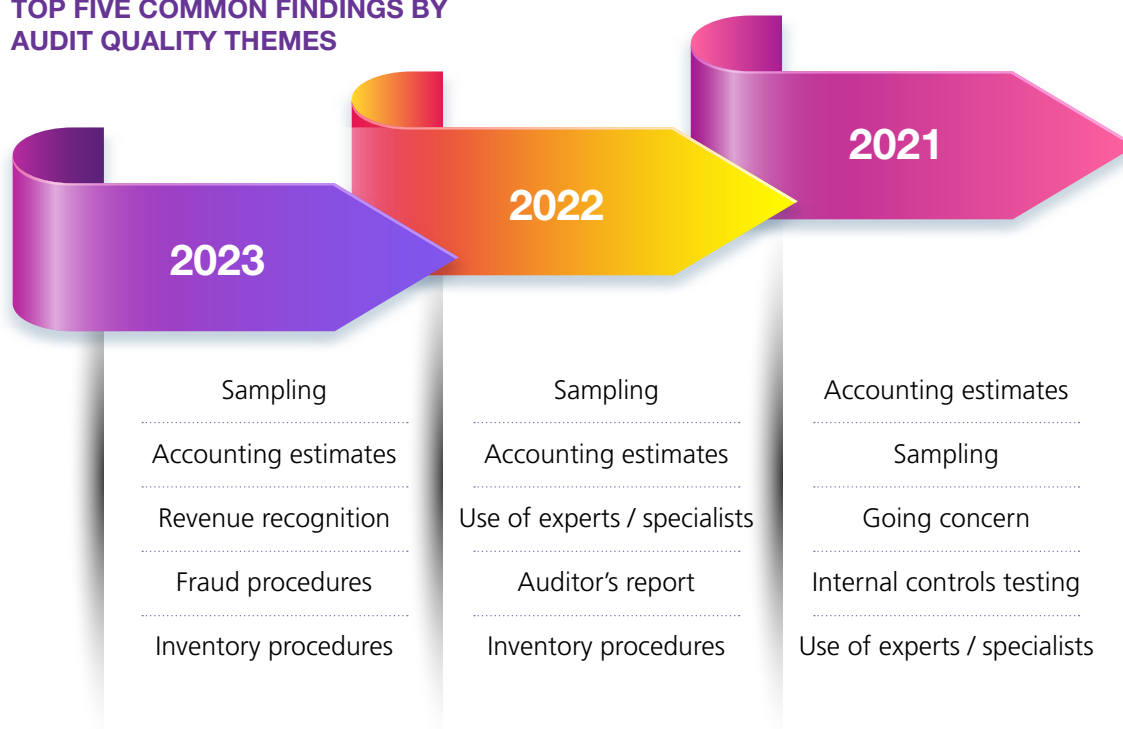 TOP FIVE COMMON FINDINGS BY
AUDIT QUALITY THEMES
2023
2022
2021
Sampling
Accounting estimates
Revenue recognition
Fraud procedures
Inventory procedures
Sampling
Accounting estimates
Use of experts / specialists
Auditor’s report
Inventory procedures
Accounting estimates
Sampling
Going concern
Internal controls testing
Use of experts / specialists